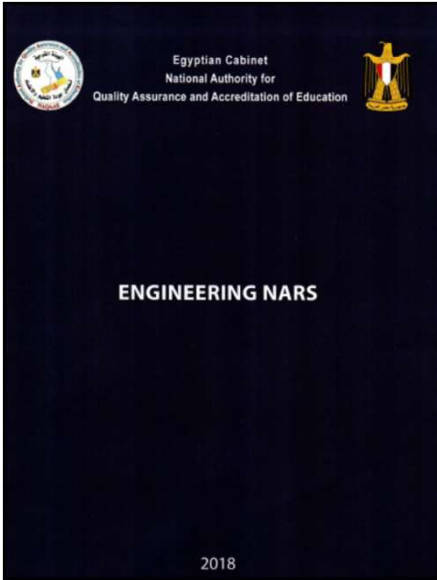 Egyptian Cabinet
National Authority for
Quality Assurance and Accreditation of Education
ENGINEERING NARS
2018